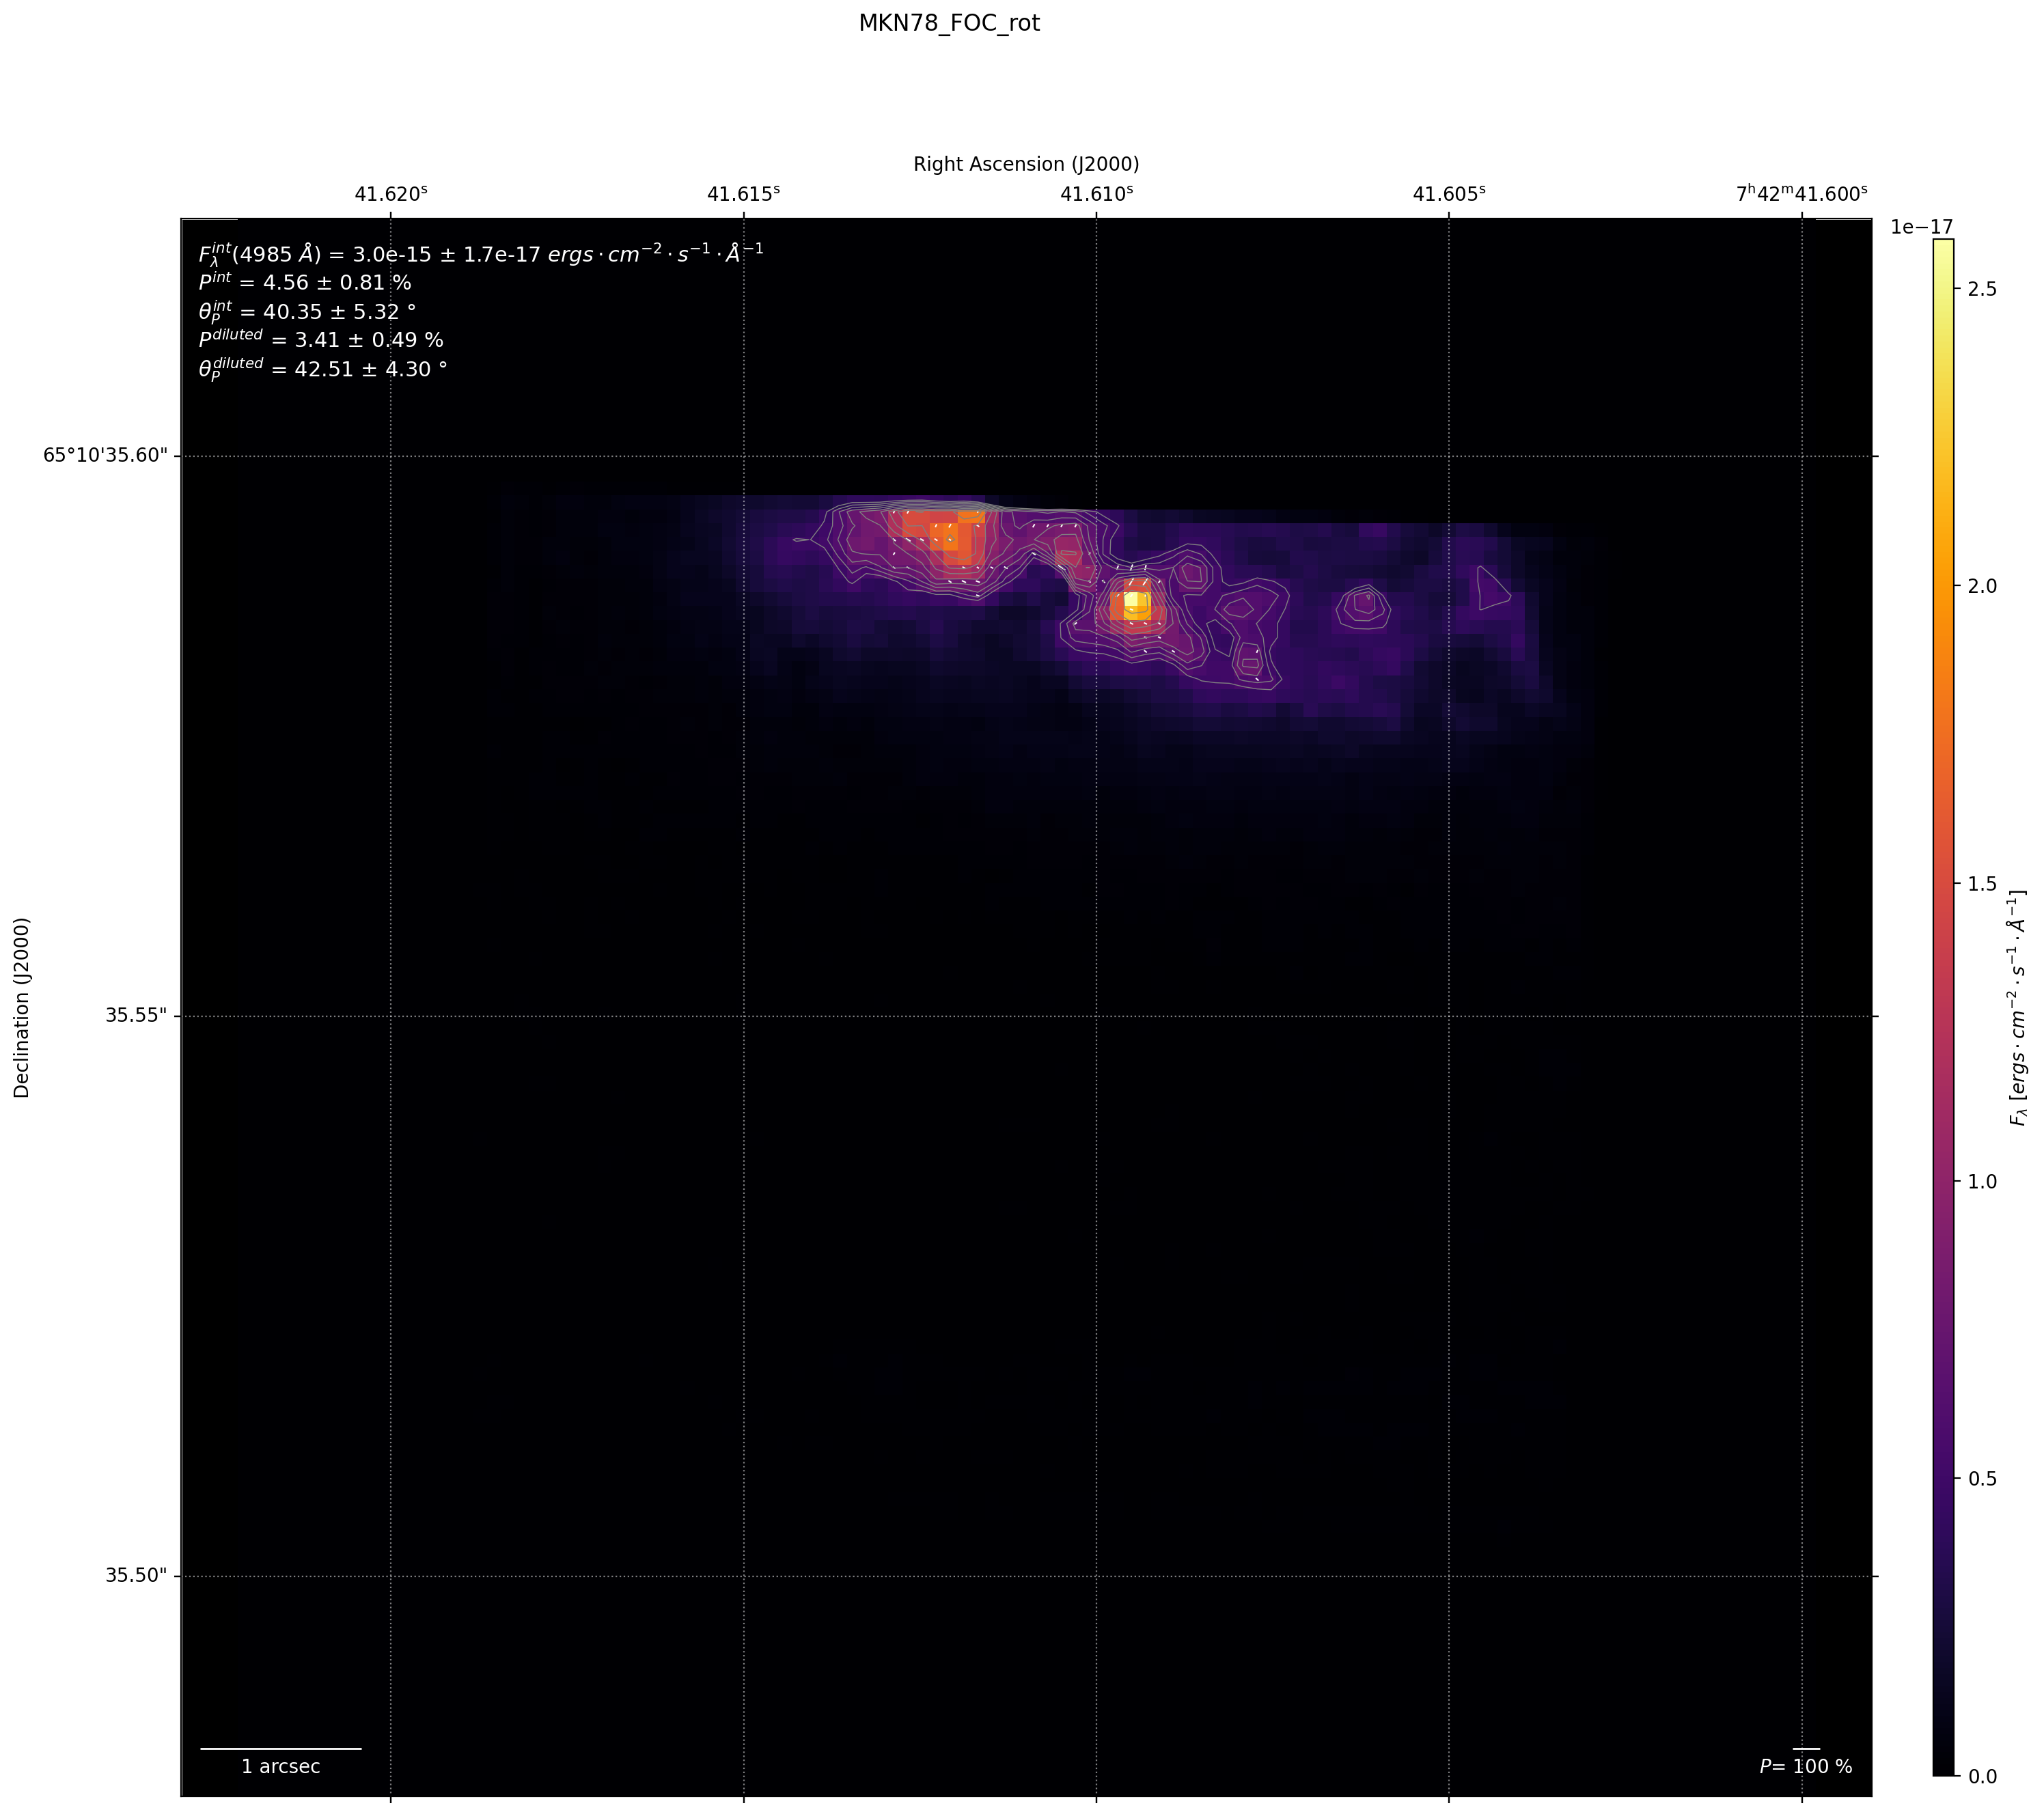 MKN78_FOC_rot
Right Ascension (J2000)
41.620ˢ 41.615ˢ 41.610ˢ 41.605ˢ 7ʰ42ᵐ41.600ˢ
1e−17
F_λ^int(4985 Å) = 3.0e-15 ± 1.7e-17 ergs·cm⁻²·s⁻¹·Å⁻¹
P^int = 4.56 ± 0.81 %
θ_P^int = 40.35 ± 5.32 °
P^diluted = 3.41 ± 0.49 %
θ_P^diluted = 42.51 ± 4.30 °
65°10'35.60"
35.55"
35.50"
Declination (J2000)
1 arcsec
P= 100 %
2.5
2.0
1.5
1.0
0.5
0.0
F_λ [ergs·cm⁻²·s⁻¹·Å⁻¹]